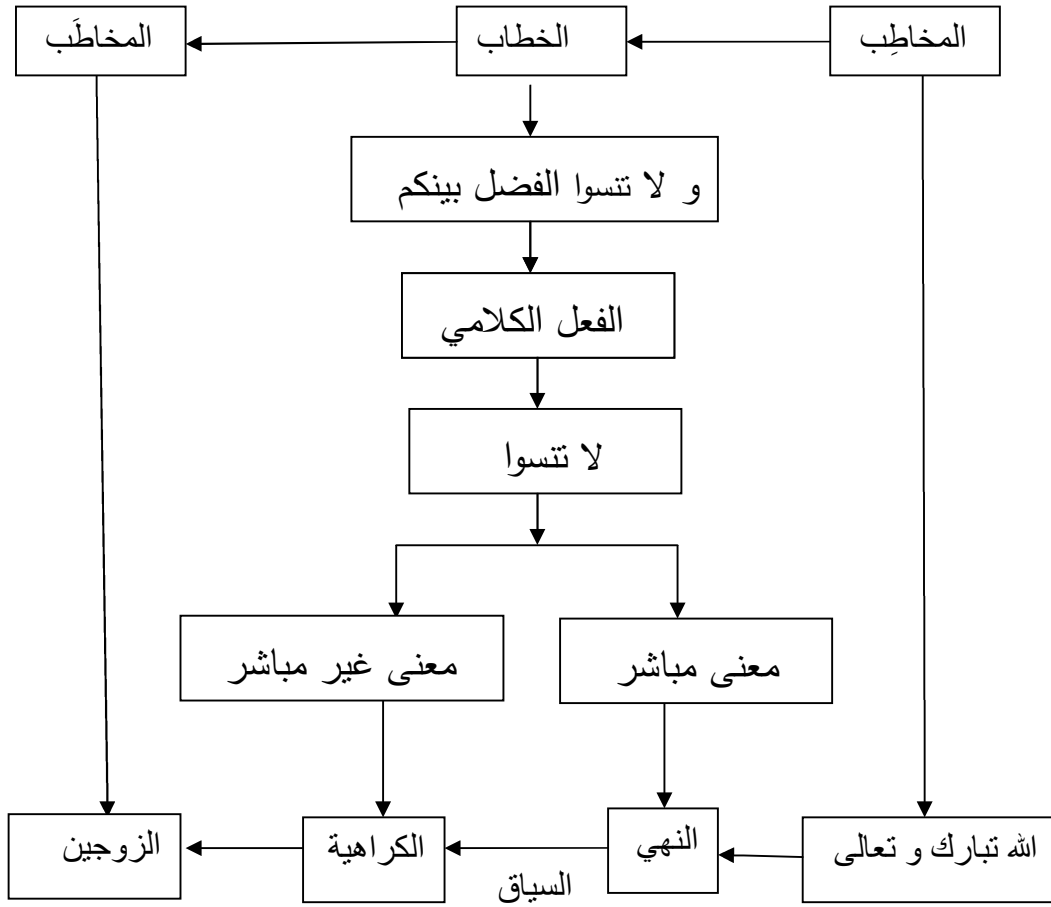 المخاطِب
الخطاب
المخاطَب
و لا تنسوا الفضل بينكم
الفعل الكلامي
لا تنسوا
معنى مباشر
معنى غير مباشر
الله تبارك و تعالى
النهي
الكراهية
الزوجين
السياق